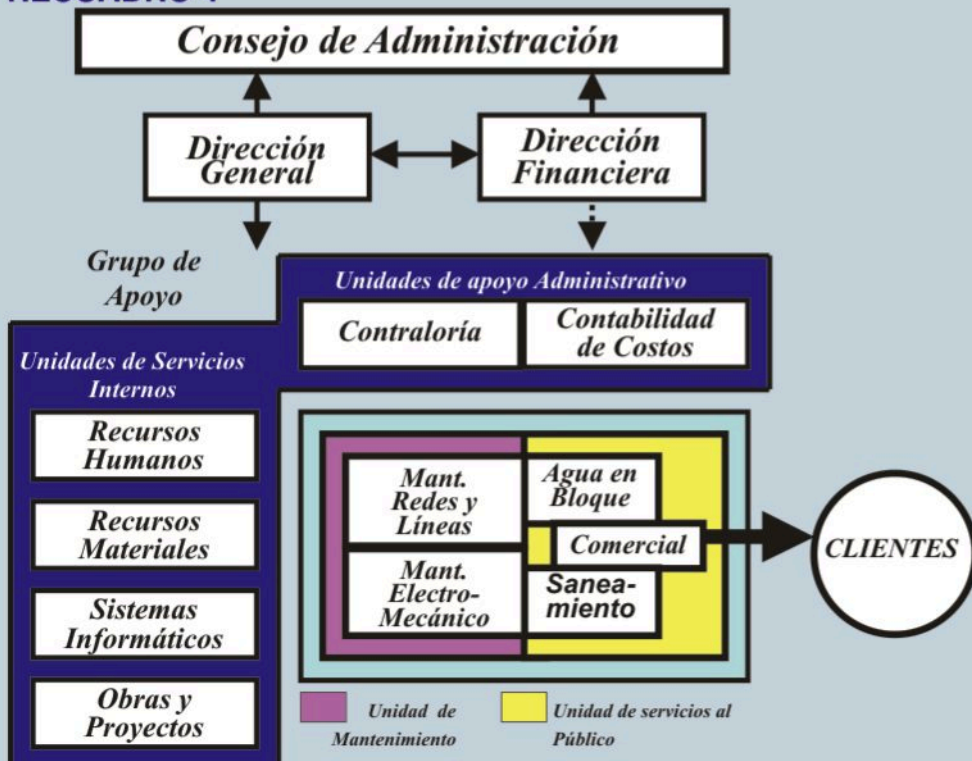 Consejo de Administración
Dirección
General
Dirección
Financiera
Grupo de
Apoyo
Unidades de apoyo Administrativo
Contraloría
Contabilidad
de Costos
Unidades de Servicios
Internos
Recursos
Humanos
Recursos
Materiales
Sistemas
Informáticos
Obras y
Proyectos
Mant.
Redes y
Líneas
Agua en
Bloque
Comercial
Mant.
Electro-
Mecánico
Sanea-
miento
CLIENTES
Unidad de
Mantenimiento
Unidad de servicios al
Público